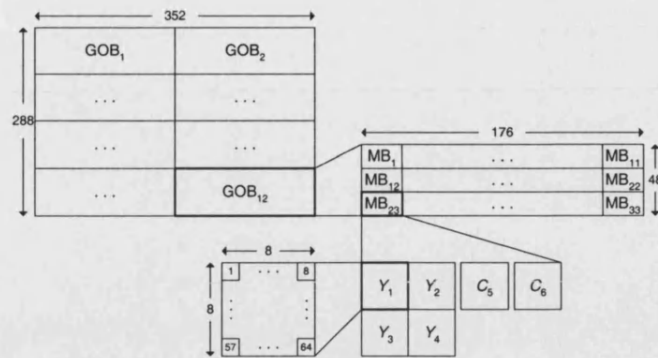 352
GOB1 GOB2
... ...
288
... ...
... GOB12
176
MB1 ... MB11
MB12 ... MB22
MB23 ... MB33
48
8
8
1 ... 8
57 ... 64
Y1 Y2 C5 C6
Y3 Y4